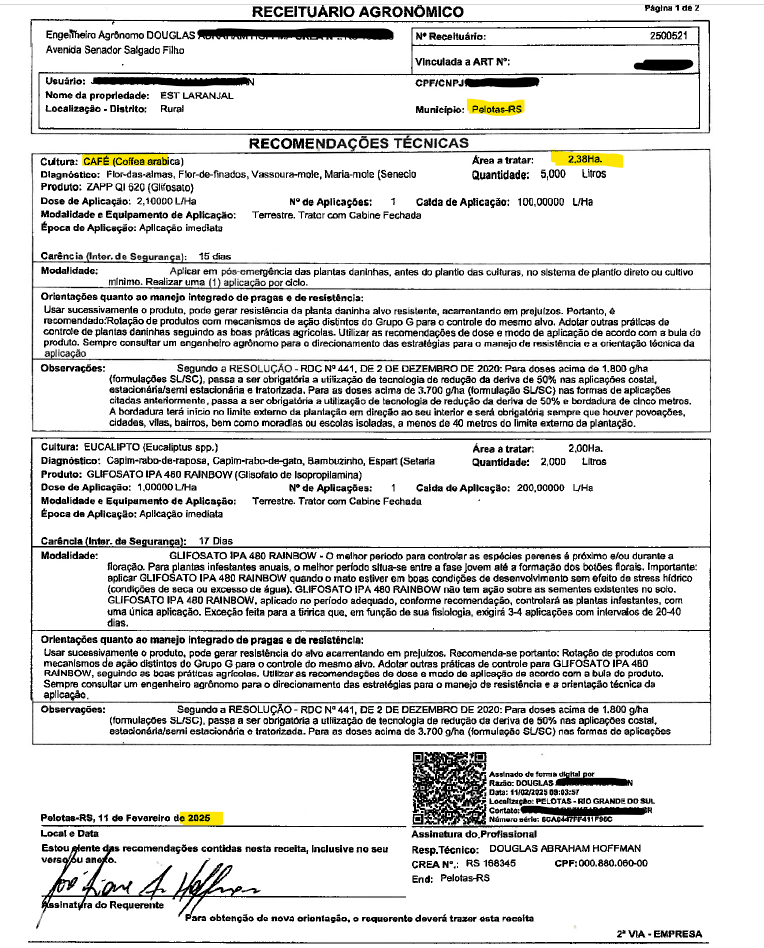 RECEITUÁRIO AGRONÔMICO
Página 1 de 2
Engenheiro Agrônomo DOUGLAS
Avenida Senador Salgado Filho
Nº Receituário: 2500521
Vinculada a ART Nº:
Usuário:
Nome da propriedade: EST LARANJAL
Localização - Distrito: Rural
CPF/CNPJ
Município: Pelotas-RS
RECOMENDAÇÕES TÉCNICAS
Cultura: CAFÉ (Coffea arabica) Área a tratar: 2,38Ha.
Diagnóstico: Flor-das-almas, Flor-de-finados, Vassoura-mole, Maria-mole (Senecio Quantidade: 5,000 Litros
Produto: ZAPP QI 620 (Glifosato)
Dose de Aplicação: 2,10000 L/Ha Nº de Aplicações: 1 Calda de Aplicação: 100,00000 L/Ha
Modalidade e Equipamento de Aplicação: Terrestre. Trator com Cabine Fechada
Época de Aplicação: Aplicação imediata
Carência (Inter. de Segurança): 15 dias
Modalidade: Aplicar em pós-emergência das plantas daninhas, antes do plantio das culturas, no sistema de plantio direto ou cultivo
mínimo. Realizar uma (1) aplicação por ciclo.
Orientações quanto ao manejo integrado de pragas e de resistência:
Usar sucessivamente o produto, pode gerar resistência da planta daninha alvo resistente, acarrentando em prejuízos. Portanto, é
recomendado:Rotação de produtos com mecanismos de ação distintos do Grupo G para o controle do mesmo alvo. Adotar outras práticas de
controle de plantas daninhas seguindo as boas práticas agrícolas. Utilizar as recomendações de dose e modo de aplicação de acordo com a bula do
produto. Sempre consultar um engenheiro agrônomo para o direcionamento das estratégias para o manejo de resistência e a orientação técnica da
aplicação
Observações: Segundo a RESOLUÇÃO - RDC Nº 441, DE 2 DE DEZEMBRO DE 2020: Para doses acima de 1.800 g/ha
(formulações SL/SC), passa a ser obrigatória a utilização de tecnologia de redução da deriva de 50% nas aplicações costal,
estacionária/semi estacionária e tratorizada. Para as doses acima de 3.700 g/ha (formulação SL/SC) nas formas de aplicações
citadas anteriormente, passa a ser obrigatória a utilização de tecnologia de redução da deriva de 50% e bordadura de cinco metros.
A bordadura terá início no limite externo da plantação em direção ao seu interior e será obrigatória sempre que houver povoações,
cidades, vilas, bairros, bem como moradias ou escolas isoladas, a menos de 40 metros do limite externo da plantação.
Cultura: EUCALIPTO (Eucaliptus spp.) Área a tratar: 2,00Ha.
Diagnóstico: Capim-rabo-de-raposa, Capim-rabo-de-gato, Bambuzinho, Espart (Setaria Quantidade: 2,000 Litros
Produto: GLIFOSATO IPA 480 RAINBOW (Glisofato de Isopropilamina)
Dose de Aplicação: 1,00000 L/Ha Nº de Aplicações: 1 Calda de Aplicação: 200,00000 L/Ha
Modalidade e Equipamento de Aplicação: Terrestre. Trator com Cabine Fechada
Época de Aplicação: Aplicação imediata
Carência (Inter. de Segurança): 17 Dias
Modalidade: GLIFOSATO IPA 480 RAINBOW - O melhor período para controlar as espécies perenes é próximo e/ou durante a
floração. Para plantas infestantes anuais, o melhor período situa-se entre a fase jovem até a formação dos botões florais. Importante:
aplicar GLIFOSATO IPA 480 RAINBOW quando o mato estiver em boas condições de desenvolvimento sem efeito de stress hídrico
(condições de seca ou excesso de água). GLIFOSATO IPA 480 RAINBOW não tem ação sobre as sementes existentes no solo.
GLIFOSATO IPA 480 RAINBOW, aplicado no período adequado, conforme recomendação, controlará as plantas infestantes, com
uma única aplicação. Exceção feita para a tiririca que, em função de sua fisiologia, exigirá 3-4 aplicações com intervalos de 20-40
dias.
Orientações quanto ao manejo integrado de pragas e de resistência:
Usar sucessivamente o produto, pode gerar resistência do alvo acarrentando em prejuízos. Recomenda-se portanto: Rotação de produtos com
mecanismos de ação distintos do Grupo G para o controle do mesmo alvo. Adotar outras práticas de controle para GLIFOSATO IPA 480
RAINBOW, seguindo as boas práticas agrícolas. Utilizar as recomendações de dose e modo de aplicação de acordo com a bula do produto.
Sempre consultar um engenheiro agrônomo para o direcionamento das estratégias para o manejo de resistência e a orientação técnica da
aplicação.
Observações: Segundo a RESOLUÇÃO - RDC Nº 441, DE 2 DE DEZEMBRO DE 2020: Para doses acima de 1.800 g/ha
(formulações SL/SC), passa a ser obrigatória a utilização de tecnologia de redução da deriva de 50% nas aplicações costal,
estacionária/semi estacionária e tratorizada. Para as doses acima de 3.700 g/ha (formulação SL/SC) nas formas de aplicações
Assinado de forma digital por
Razão: DOUGLAS
Data: 11/02/2025 09:03:57
Localização: PELOTAS - RIO GRANDE DO SUL
Contato:
Número série:
Pelotas-RS, 11 de Fevereiro de 2025
Local e Data
Estou ciente das recomendações contidas nesta receita, inclusive no seu
verso/ou anexo.
Assinatura do Requerente
Assinatura do Profissional
Resp.Técnico: DOUGLAS ABRAHAM HOFFMAN
CREA Nº.: RS 168345 CPF: 000.880.060-00
End: Pelotas-RS
Para obtenção de nova orientação, o requerente deverá trazer esta receita
2ª VIA - EMPRESA